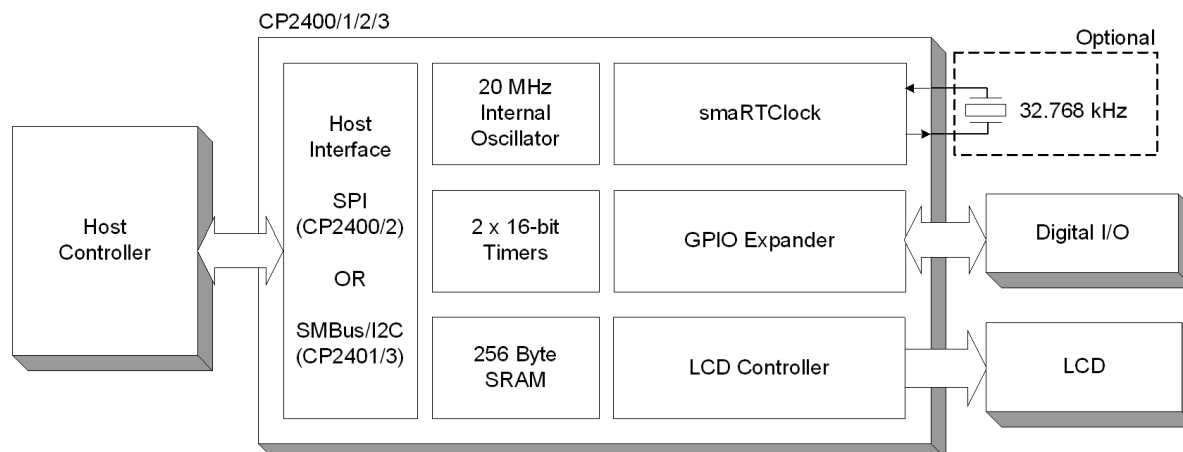 CP2400/1/2/3
Optional
Host
Controller
Host
Interface
SPI
(CP2400/2)
OR
SMBus/I2C
(CP2401/3)
20 MHz
Internal
Oscillator
smaRTClock
32.768 kHz
2 x 16-bit
Timers
GPIO Expander
Digital I/O
256 Byte
SRAM
LCD Controller
LCD